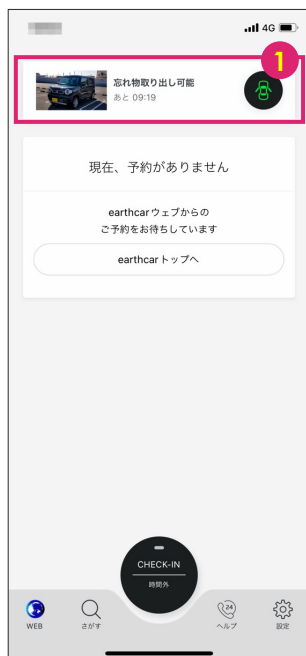 4G
1
忘れ物取り出し可能
あと 09:19
現在、予約がありません
earthcarウェブからの
ご予約をお待ちしています
earthcarトップへ
CHECK-IN
時間外
24
WEB
さがす
ヘルプ
設定